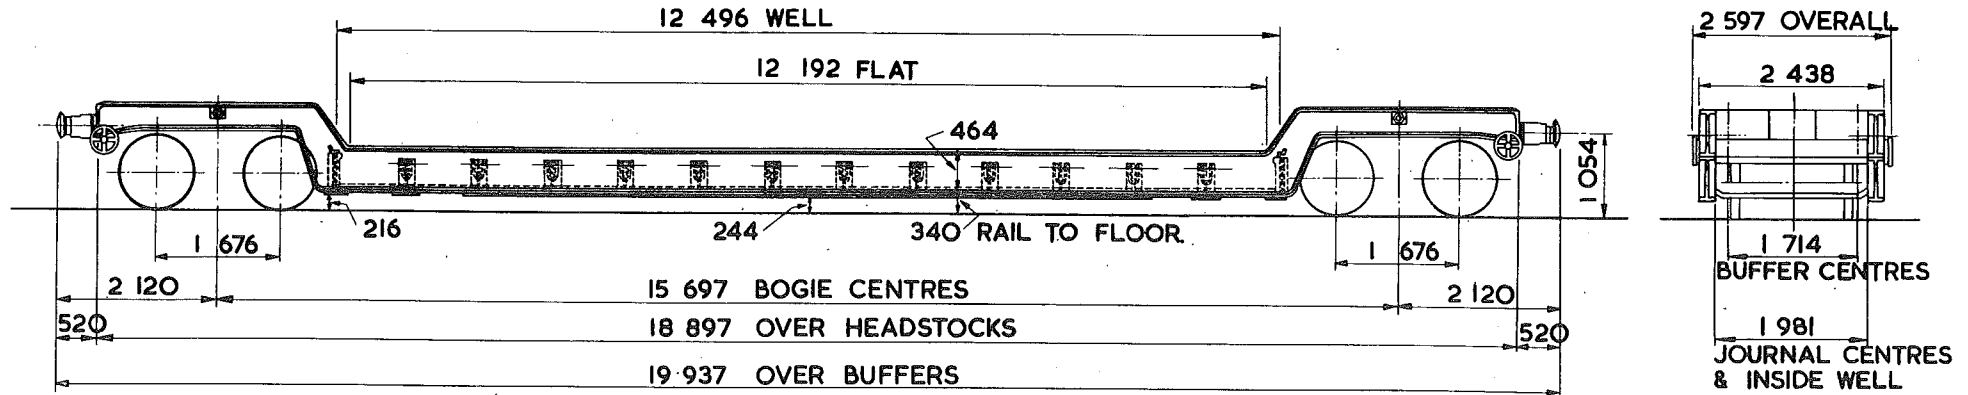 12 496 WELL
12 192 FLAT
464
1 054
216
244
340 RAIL TO FLOOR.
1 676
1 676
2 120
15 697 BOGIE CENTRES
2 120
520
18 897 OVER HEADSTOCKS
520
19 937 OVER BUFFERS
2 597 OVERALL
2 438
1 714
BUFFER CENTRES
1 981
JOURNAL CENTRES
& INSIDE WELL